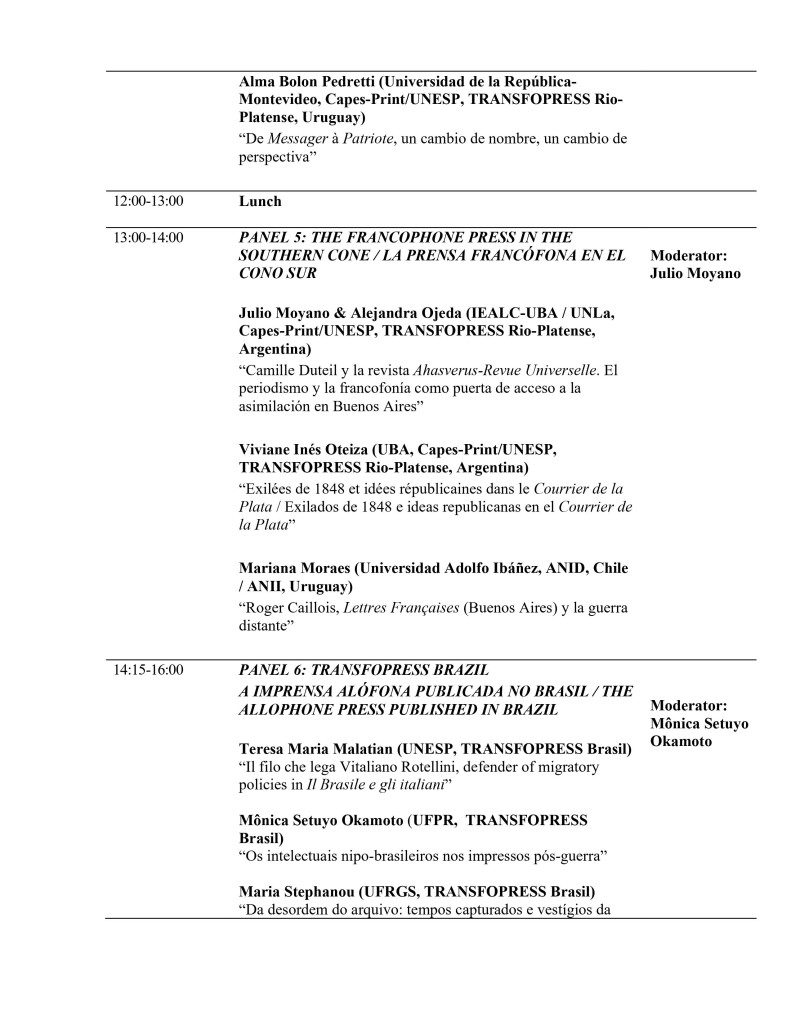 Alma Bolon Pedretti (Universidad de la República-
Montevideo, Capes-Print/UNESP, TRANSFOPRESS Rio-
Platense, Uruguay)
“De Messager à Patriote, un cambio de nombre, un cambio de
perspectiva”
12:00-13:00 Lunch
13:00-14:00 PANEL 5: THE FRANCOPHONE PRESS IN THE
SOUTHERN CONE / LA PRENSA FRANCÓFONA EN EL
CONO SUR
Moderator:
Julio Moyano
Julio Moyano & Alejandra Ojeda (IEALC-UBA / UNLa,
Capes-Print/UNESP, TRANSFOPRESS Rio-Platense,
Argentina)
“Camille Duteil y la revista Ahasverus-Revue Universelle. El
periodismo y la francofonía como puerta de acceso a la
asimilación en Buenos Aires”
Viviane Inés Oteiza (UBA, Capes-Print/UNESP,
TRANSFOPRESS Rio-Platense, Argentina)
“Exilées de 1848 et idées républicaines dans le Courrier de la
Plata / Exilados de 1848 e ideas republicanas en el Courrier de
la Plata”
Mariana Moraes (Universidad Adolfo Ibáñez, ANID, Chile
/ ANII, Uruguay)
“Roger Caillois, Lettres Françaises (Buenos Aires) y la guerra
distante”
14:15-16:00 PANEL 6: TRANSFOPRESS BRAZIL
A IMPRENSA ALÓFONA PUBLICADA NO BRASIL / THE
ALLOPHONE PRESS PUBLISHED IN BRAZIL
Moderator:
Mônica Setuyo
Okamoto
Teresa Maria Malatian (UNESP, TRANSFOPRESS Brasil)
“Il filo che lega Vitaliano Rotellini, defender of migratory
policies in Il Brasile e gli italiani”
Mônica Setuyo Okamoto (UFPR, TRANSFOPRESS
Brasil)
“Os intelectuais nipo-brasileiros nos impressos pós-guerra”
Maria Stephanou (UFRGS, TRANSFOPRESS Brasil)
“Da desordem do arquivo: tempos capturados e vestígios da